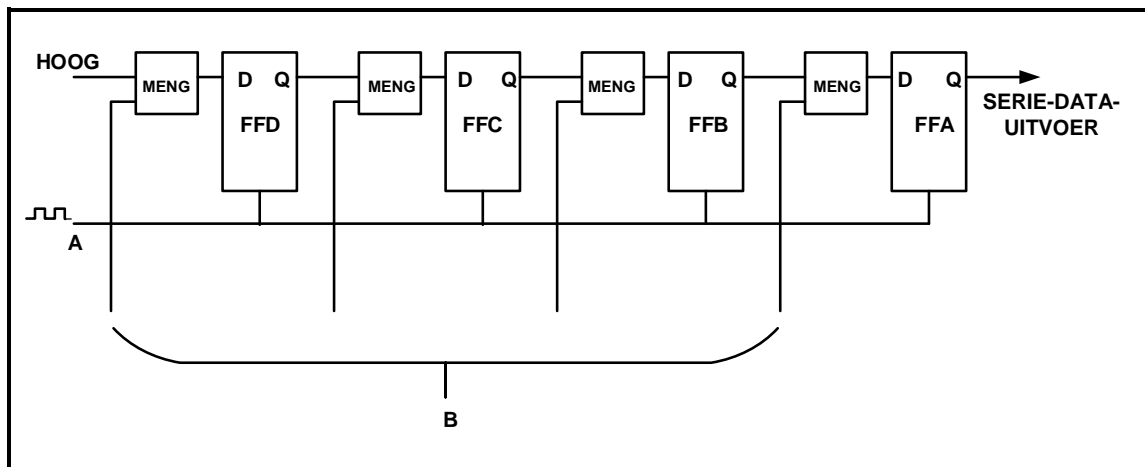 HOOG
MENG
D Q
FFD
MENG
D Q
FFC
MENG
D Q
FFB
MENG
D Q
FFA
SERIE-DATA-
UITVOER
A
B